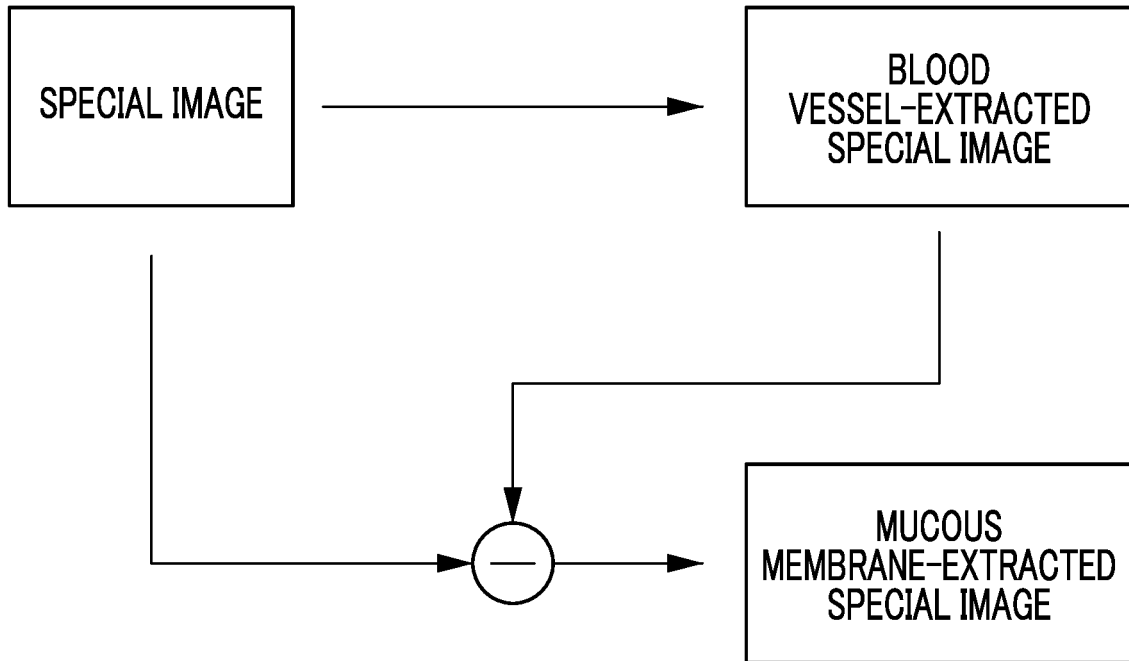 SPECIAL IMAGE
BLOOD
VESSEL-EXTRACTED
SPECIAL IMAGE
MUCOUS
MEMBRANE-EXTRACTED
SPECIAL IMAGE